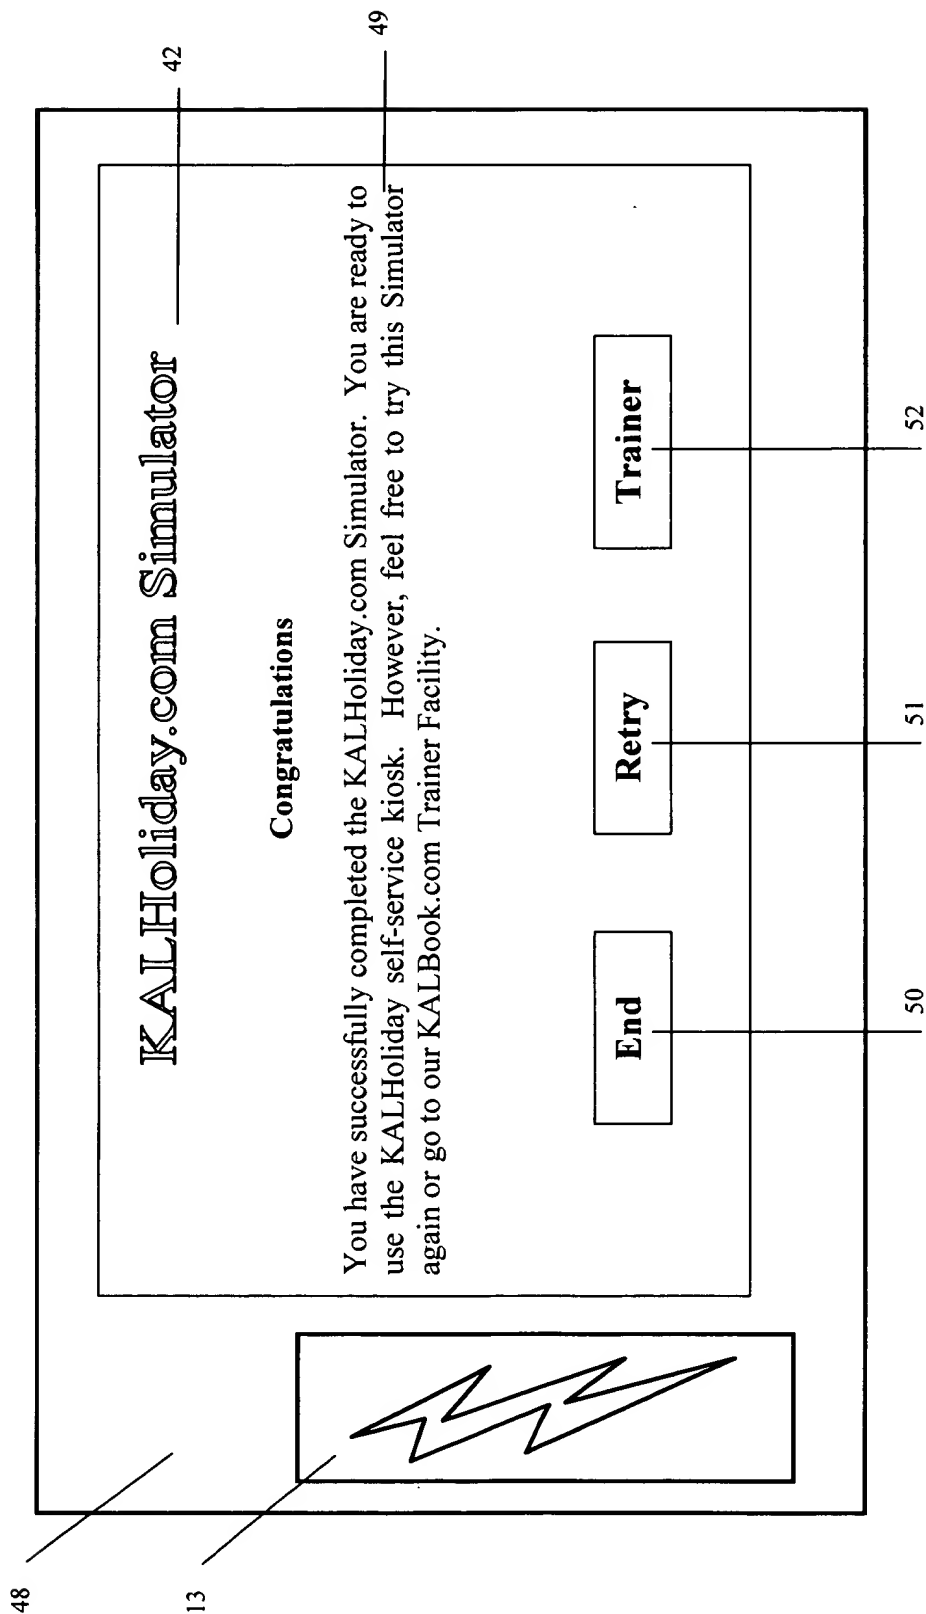 KALHoliday.com Simulator
42
Congratulations
You have successfully completed the KALHoliday.com Simulator. You are ready to
use the KALHoliday self-service kiosk. However, feel free to try this Simulator
again or go to our KALBook.com Trainer Facility.
49
End
Retry
Trainer
48
13
50
51
52